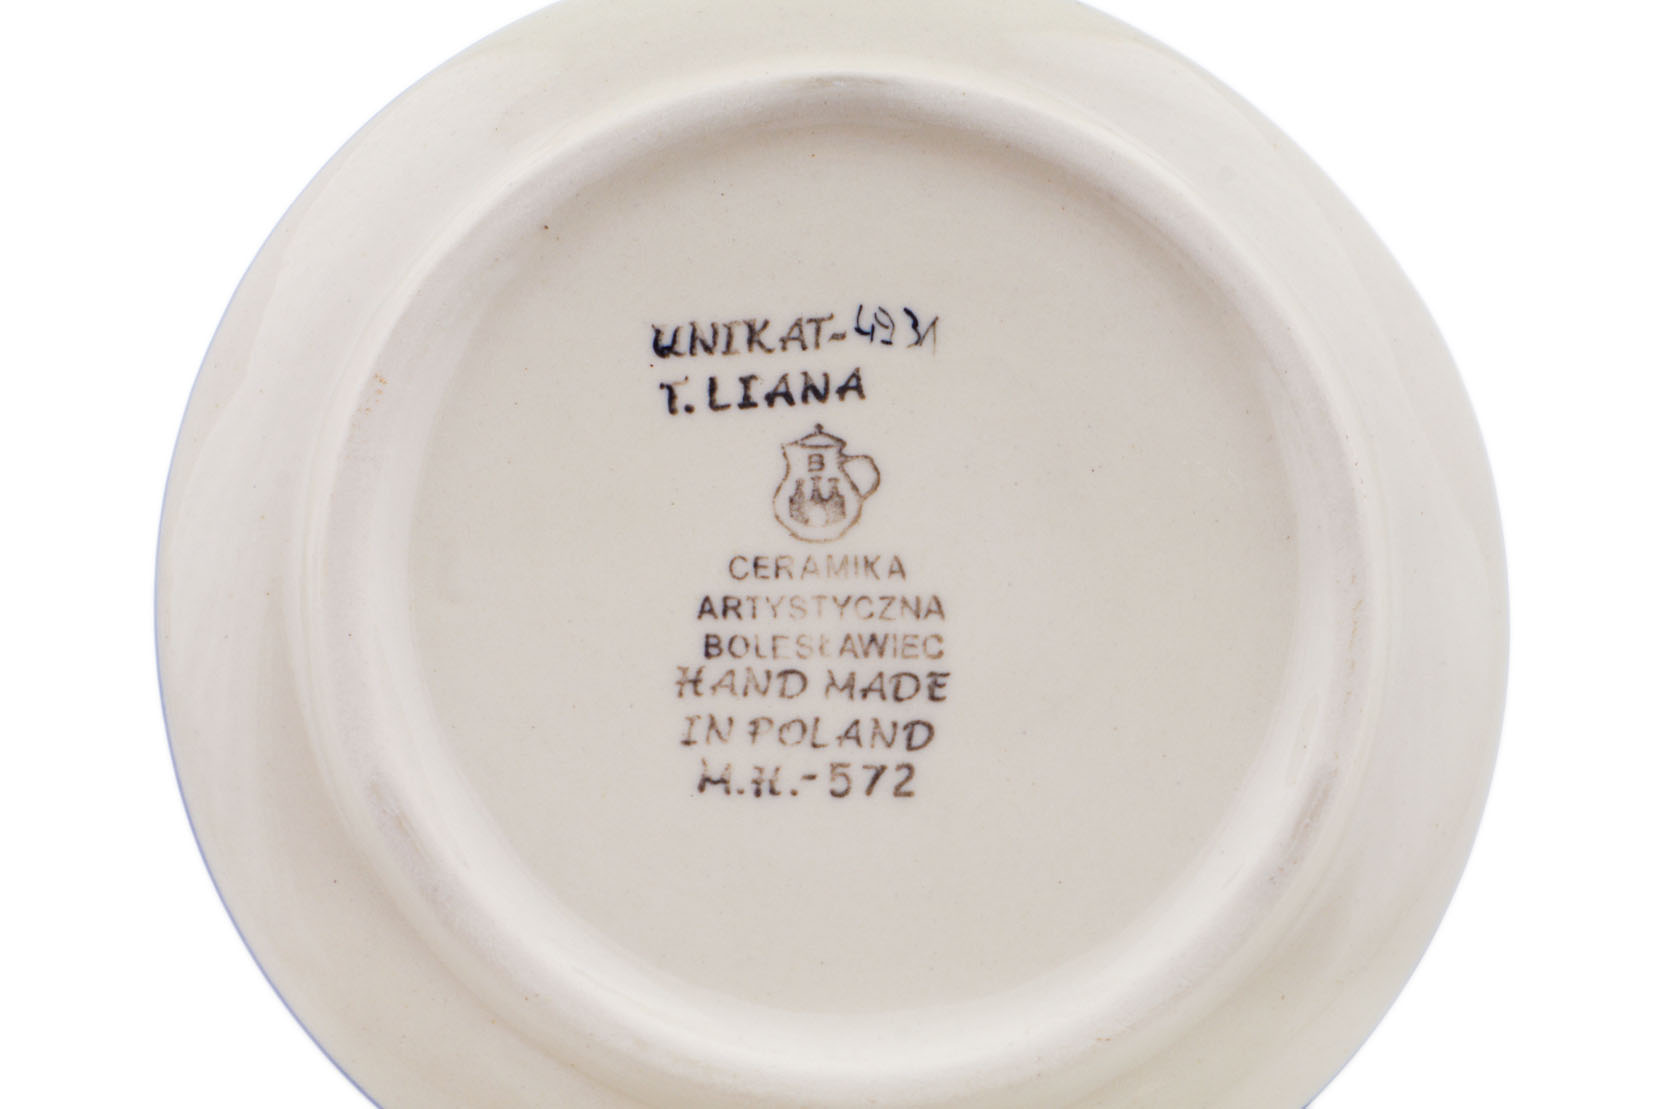 UNIKAT-4931
T. LIANA
B
CERAMIKA
ARTYSTYCZNA
BOLESŁAWIEC
HAND MADE
IN POLAND
M.H.-572